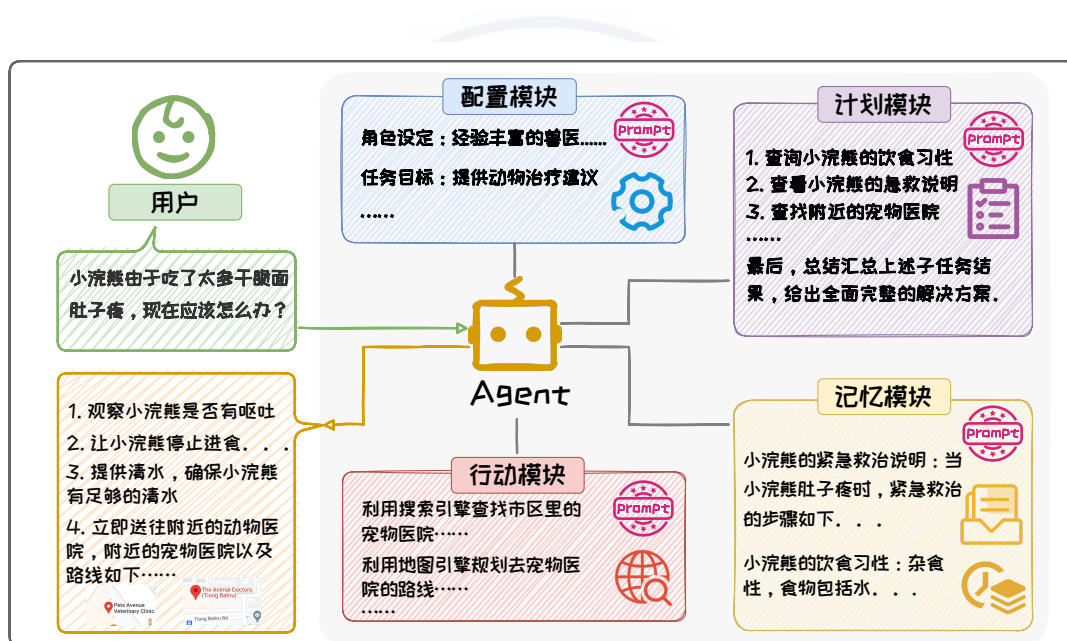 用户
小浣熊由于吃了太多干脆面
肚子疼，现在应该怎么办？
配置模块
角色设定：经验丰富的兽医……
任务目标：提供动物治疗建议
……
Prompt
计划模块
1. 查询小浣熊的饮食习性
2. 查看小浣熊的急救说明
3. 查找附近的宠物医院
……
最后，总结汇总上述子任务结
果，给出全面完整的解决方案.
Prompt
Agent
1. 观察小浣熊是否有呕吐
2. 让小浣熊停止进食. . .
3. 提供清水，确保小浣熊
有足够的清水
4. 立即送往附近的动物医
院，附近的宠物医院以及
路线如下……
Pets Avenue
Veterinary Clinic.
The Animal Doctors
(Tiong Bahru)
Tiong Bahru Rd
行动模块
利用搜索引擎查找市区里的
宠物医院……
利用地图引擎规划去宠物医
院的路线……
……
Prompt
记忆模块
小浣熊的紧急救治说明：当
小浣熊肚子疼时，紧急救治
的步骤如下. . .
小浣熊的饮食习性：杂食
性，食物包括水. . .
Prompt